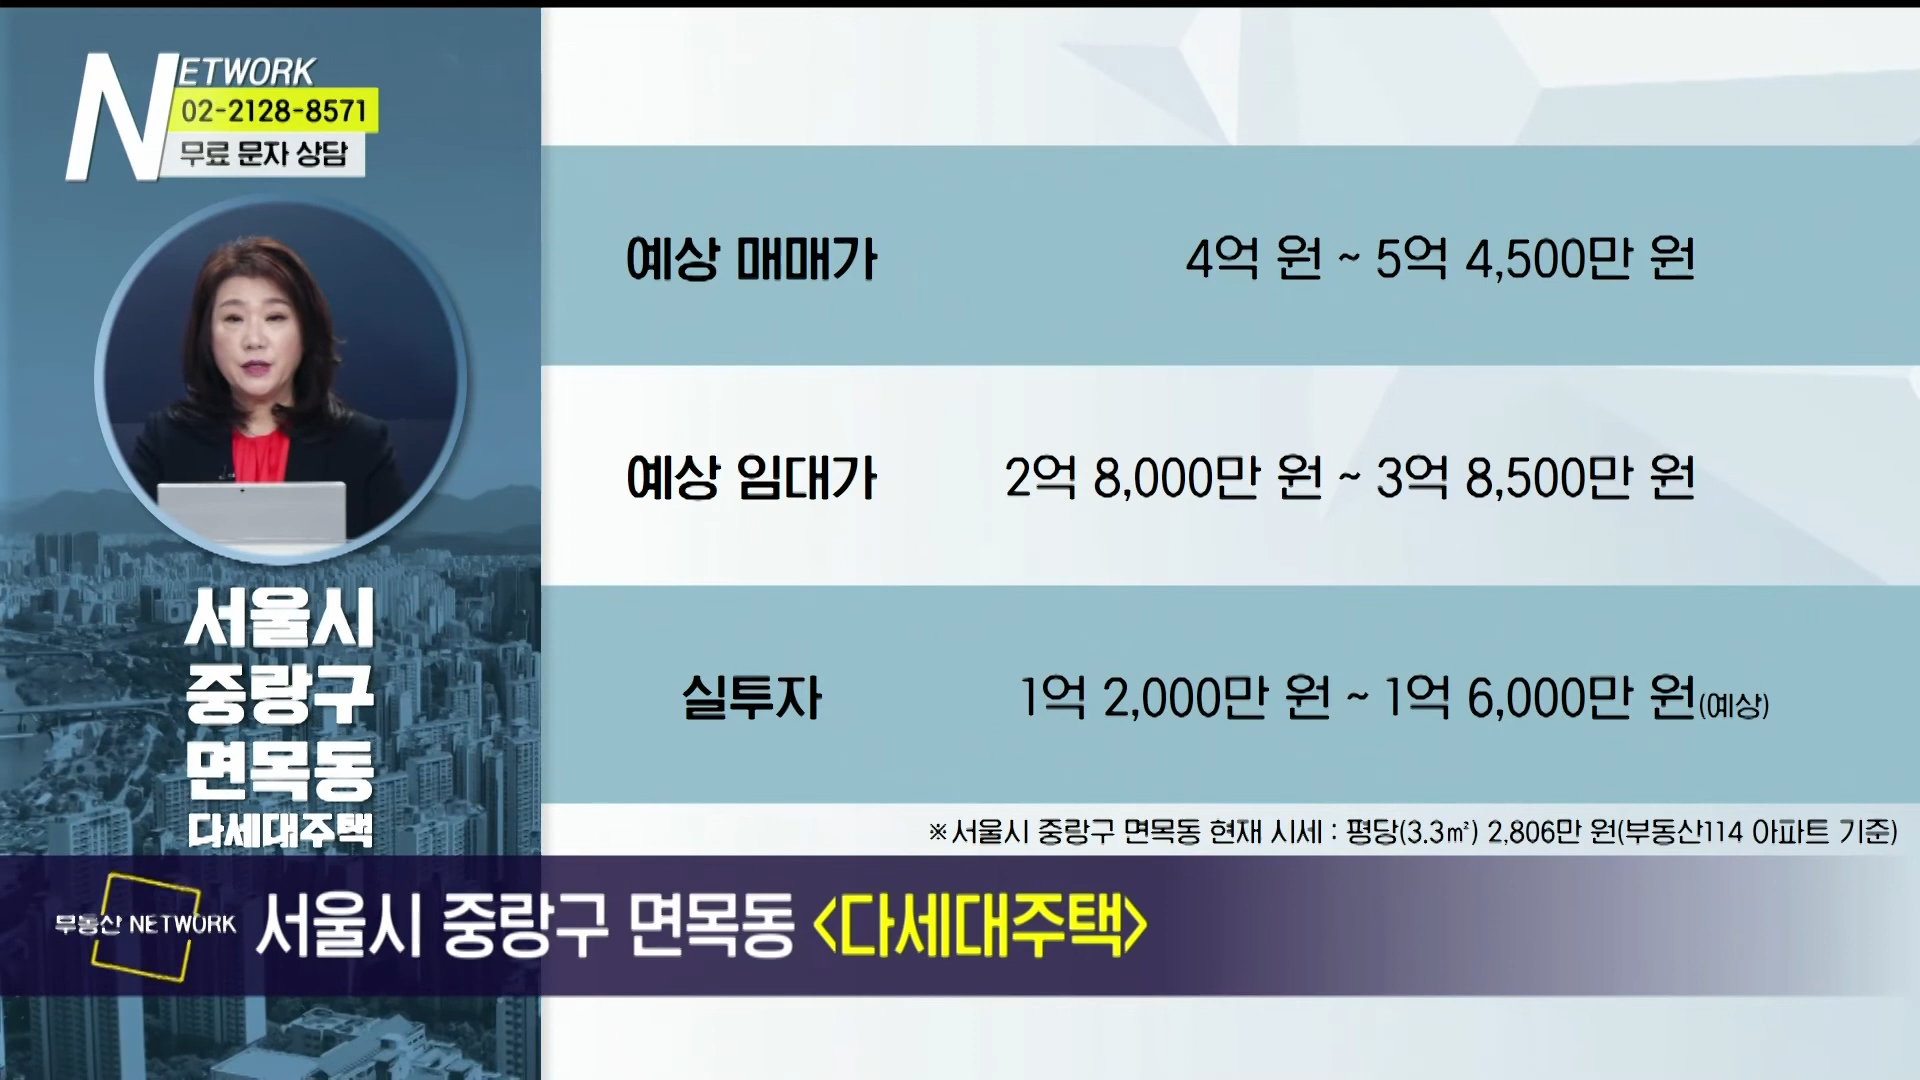 NETWORK
02-2128-8571
무료 문자 상담
서울시
중랑구
면목동
다세대주택
예상 매매가 4억 원 ~ 5억 4,500만 원
예상 임대가 2억 8,000만 원 ~ 3억 8,500만 원
실투자 1억 2,000만 원 ~ 1억 6,000만 원(예상)
※서울시 중랑구 면목동 현재 시세 : 평당(3.3㎡) 2,806만 원(부동산114 아파트 기준)
부동산 NETWORK
서울시 중랑구 면목동 <다세대주택>